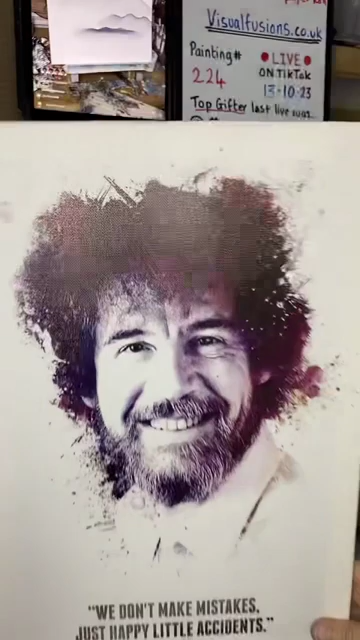 Visualfusions.co.uk
Painting#
224
LIVE
ON TikTok
13-10-23
Top Gifter last live was..
"WE DON'T MAKE MISTAKES,
JUST HAPPY LITTLE ACCIDENTS."